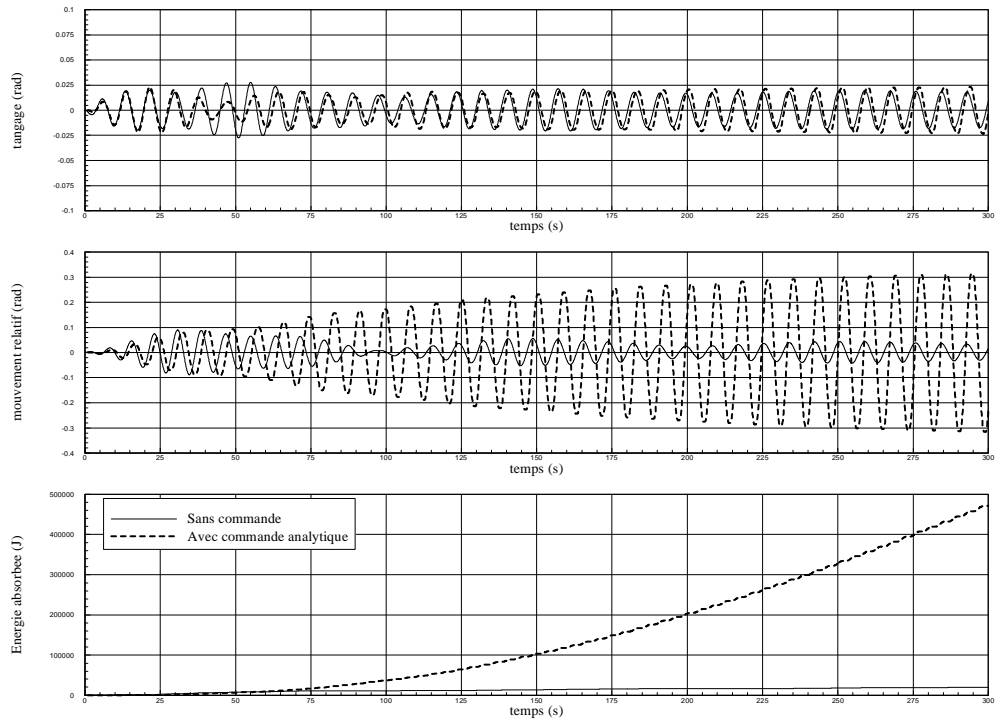 0.1
0.075
0.05
0.025
0
-0.025
-0.05
-0.075
-0.1
tangage (rad)
0 25 50 75 100 125 150 175 200 225 250 275 300
temps (s)
0.4
0.3
0.2
0.1
0
-0.1
-0.2
-0.3
-0.4
mouvement relatif (rad)
0 25 50 75 100 125 150 175 200 225 250 275 300
temps (s)
500000
400000
300000
200000
100000
0
Energie absorbee (J)
Sans commande
Avec commande analytique
0 25 50 75 100 125 150 175 200 225 250 275 300
temps (s)